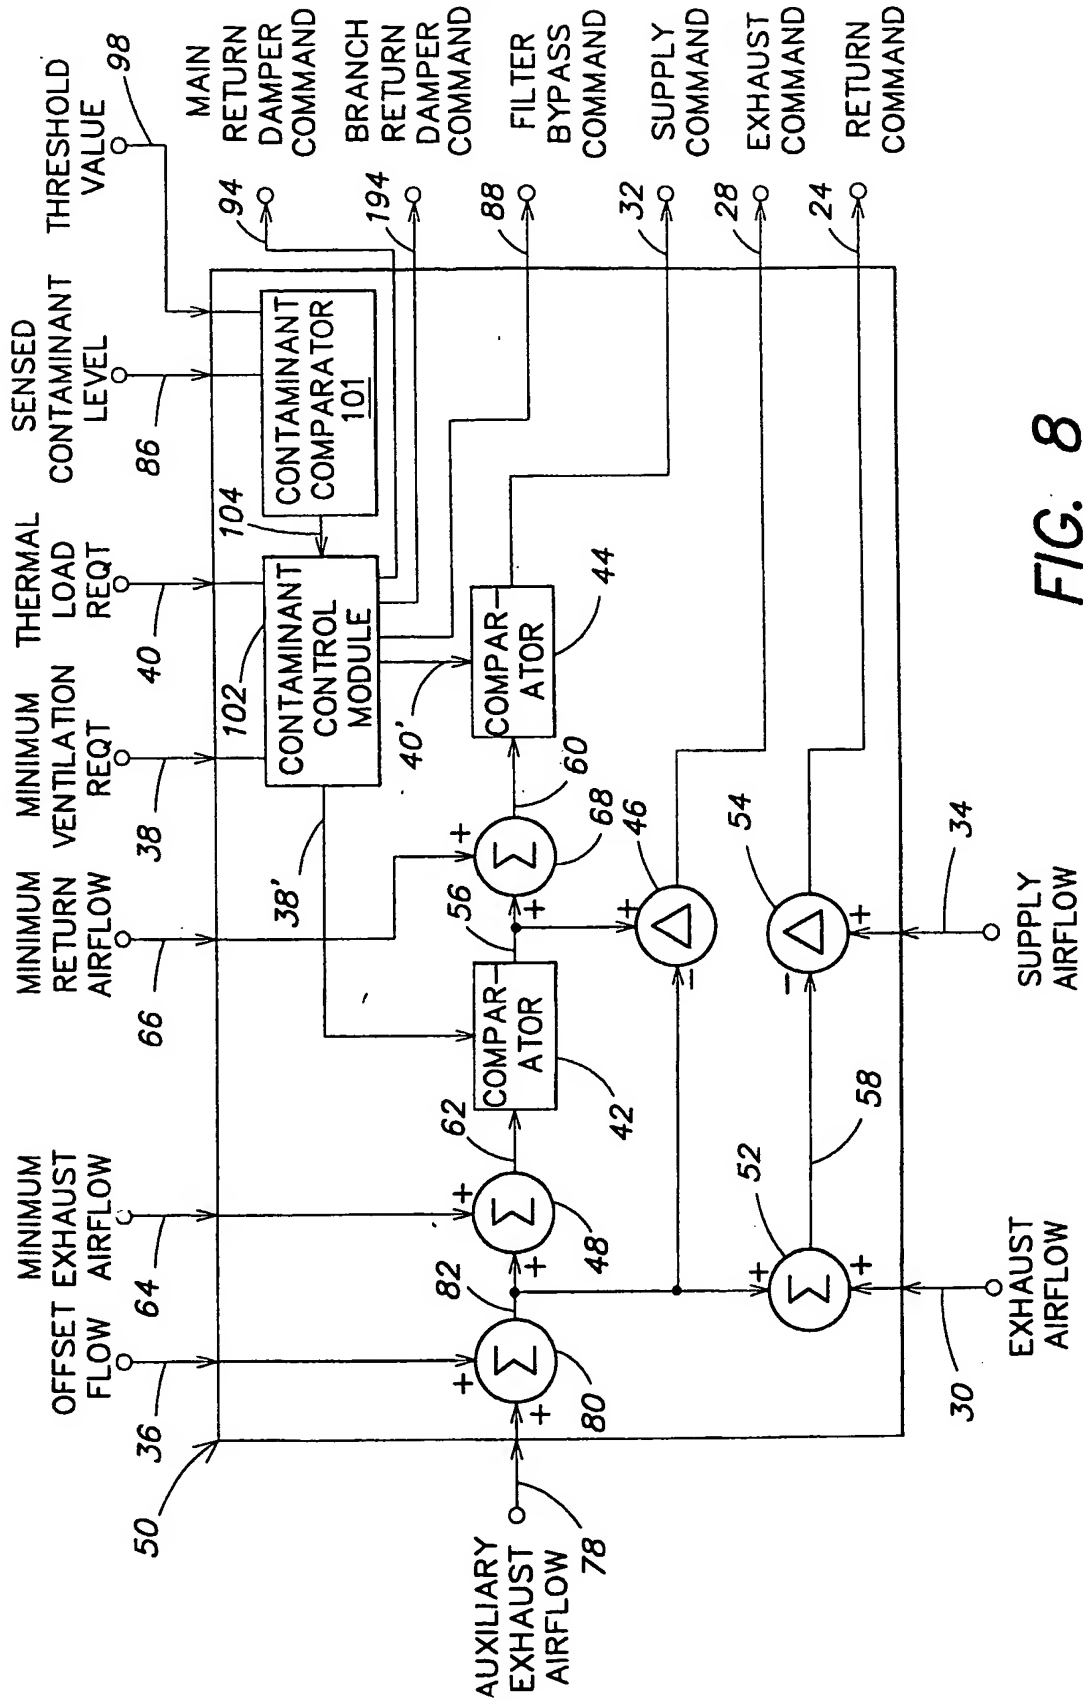 50
OFFSET
FLOW
36
MINIMUM
EXHAUST
AIRFLOW
64
MINIMUM
RETURN
AIRFLOW
66
MINIMUM
VENTILATION
REQT
38
THERMAL
LOAD
REQT
40
SENSED
CONTAMINANT
LEVEL
86
THRESHOLD
VALUE
98
MAIN
RETURN
DAMPER
COMMAND
94
BRANCH
RETURN
DAMPER
COMMAND
194
FILTER
BYPASS
COMMAND
88
SUPPLY
COMMAND
32
EXHAUST
COMMAND
28
RETURN
COMMAND
24
CONTAMINANT
COMPARATOR
101
104
102
CONTAMINANT
CONTROL
MODULE
38'
40'
AUXILIARY
EXHAUST
AIRFLOW
78
+
+
Σ
80
82
+
+
Σ
48
62
COMPAR-
ATOR
42
56
+
+
Σ
68
60
COMPAR-
ATOR
44
+
-
Δ
46
+
+
Σ
52
58
-
+
Δ
54
EXHAUST
AIRFLOW
30
SUPPLY
AIRFLOW
34
FIG. 8